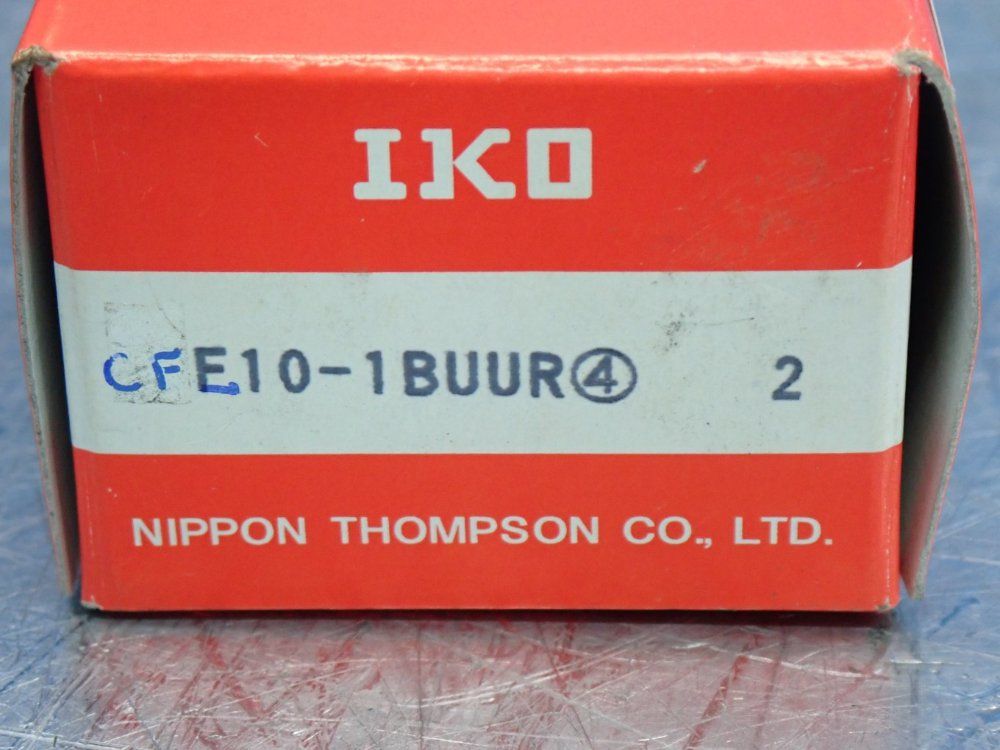 IKO
CFE10-1BUUR④ 2
NIPPON THOMPSON CO., LTD.